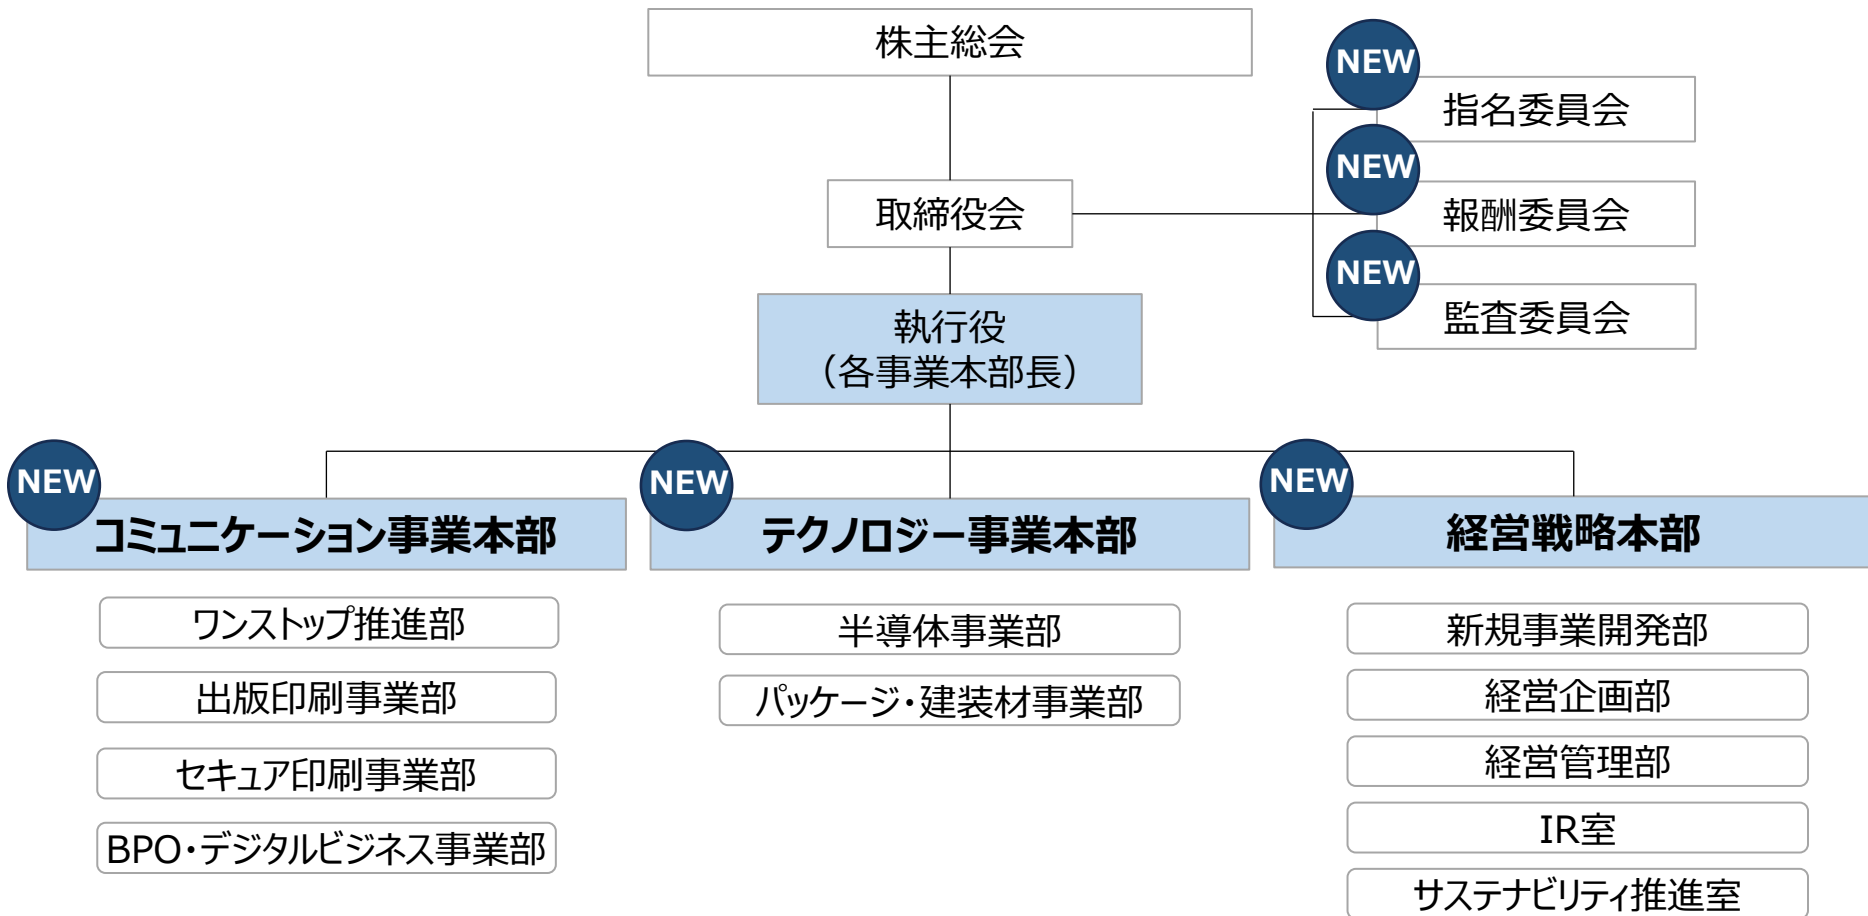 株主総会
NEW
指名委員会
NEW
報酬委員会
取締役会
NEW
監査委員会
執行役
（各事業本部長）
NEW
コミュニケーション事業本部
NEW
テクノロジー事業本部
NEW
経営戦略本部
ワンストップ推進部
出版印刷事業部
セキュア印刷事業部
BPO・デジタルビジネス事業部
半導体事業部
パッケージ・建装材事業部
新規事業開発部
経営企画部
経営管理部
IR室
サステナビリティ推進室